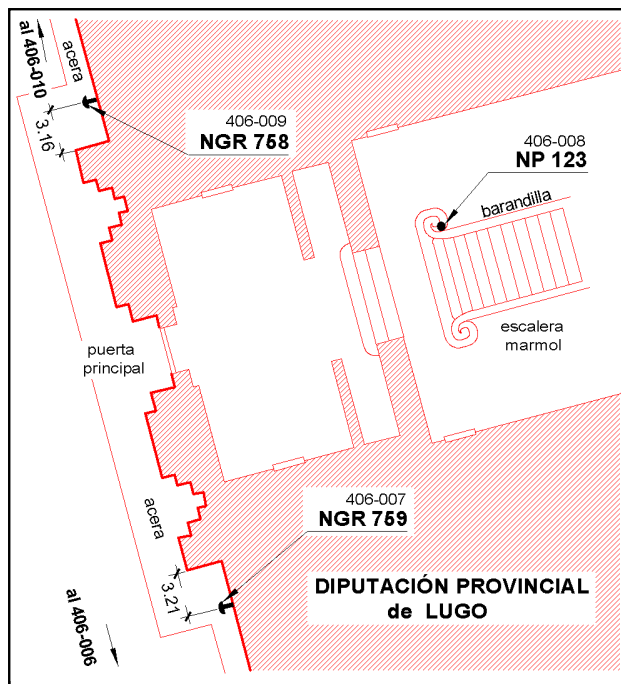 al 406-010
acera
3.16
406-009
NGR 758
406-008
NP 123
barandilla
escalera
marmol
puerta
principal
acera
406-007
NGR 759
3.21
al 406-006
DIPUTACIÓN PROVINCIAL
de LUGO